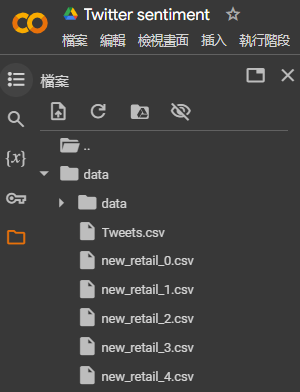 Twitter sentiment
檔案 編輯 檢視畫面 插入 執行階段
檔案
{x}
..
data
data
Tweets.csv
new_retail_0.csv
new_retail_1.csv
new_retail_2.csv
new_retail_3.csv
new_retail_4.csv